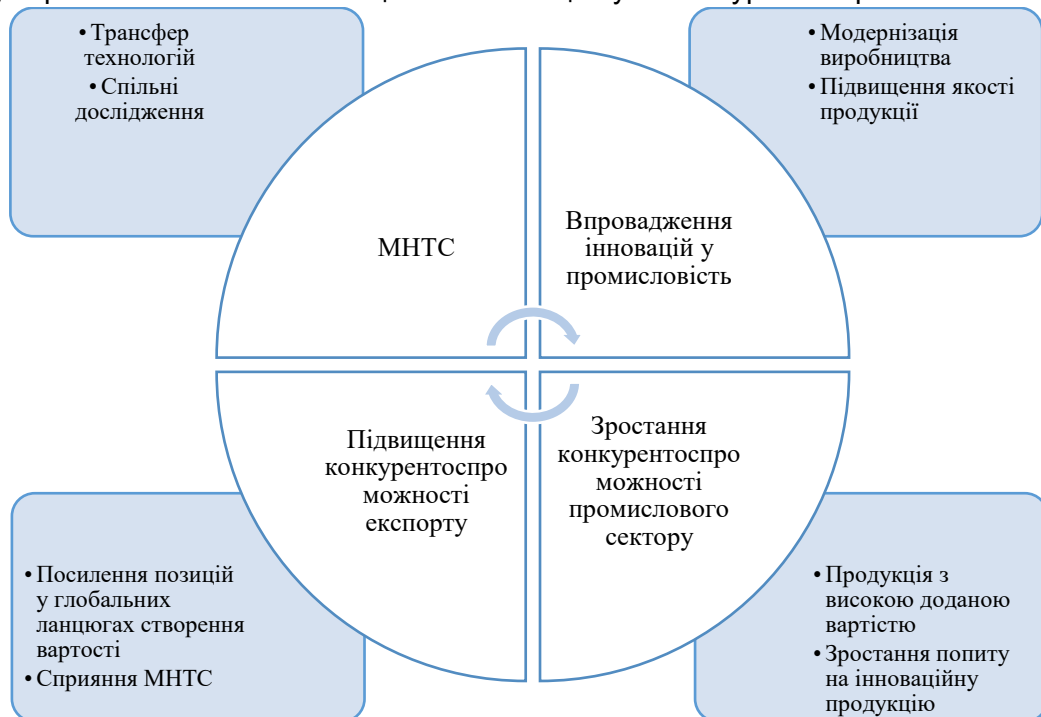 • Трансфер
технологій
• Спільні
дослідження
• Модернізація
виробництва
• Підвищення якості
продукції
МНТС
Впровадження
інновацій у
промисловість
Підвищення
конкурентоспро
можності
експорту
Зростання
конкурентоспро
можності
промислового
сектору
• Посилення позицій
у глобальних
ланцюгах створення
вартості
• Сприяння МНТС
• Продукція з
високою доданою
вартістю
• Зростання попиту
на інноваційну
продукцію